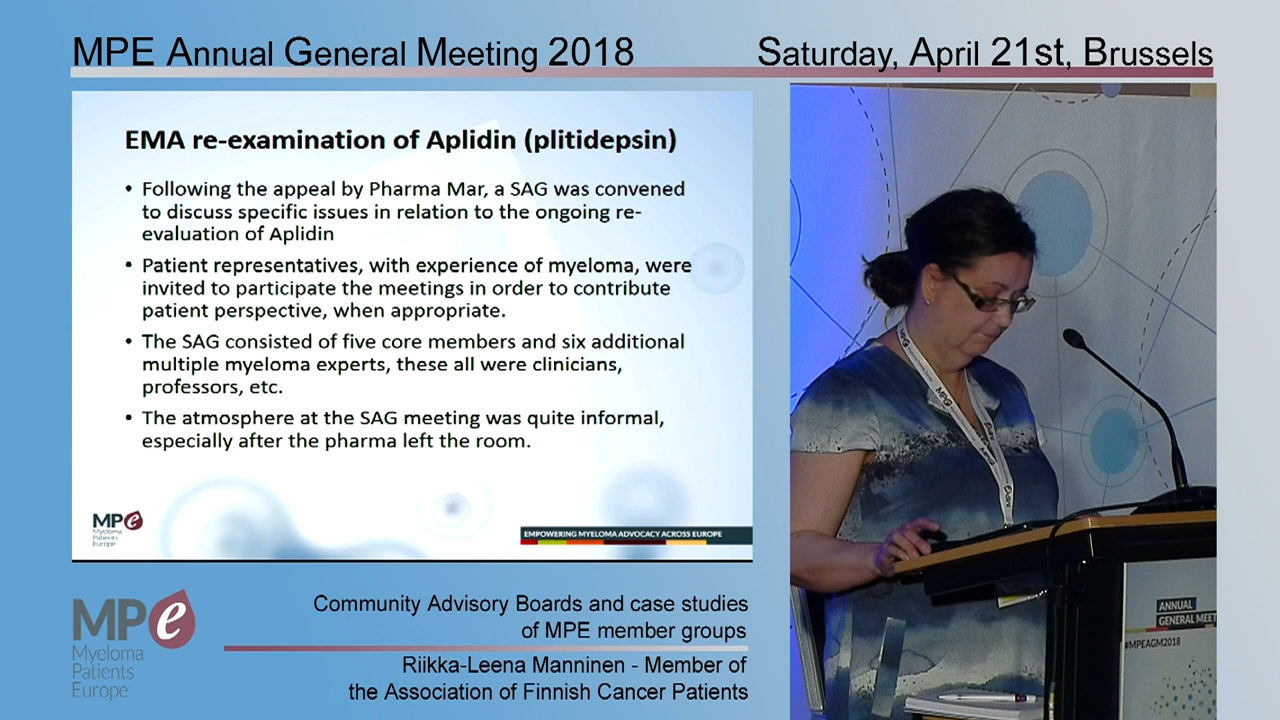 MPE Annual General Meeting 2018
Saturday, April 21st, Brussels
EMA re-examination of Aplidin (plitidepsin)
• Following the appeal by Pharma Mar, a SAG was convened
to discuss specific issues in relation to the ongoing re-
evaluation of Aplidin
• Patient representatives, with experience of myeloma, were
invited to participate the meetings in order to contribute
patient perspective, when appropriate.
• The SAG consisted of five core members and six additional
multiple myeloma experts, these all were clinicians,
professors, etc.
• The atmosphere at the SAG meeting was quite informal,
especially after the pharma left the room.
MPe
Myeloma
Patients
Europe
EMPOWERING MYELOMA ADVOCACY ACROSS EUROPE
MPe
Myeloma
Patients
Europe
Community Advisory Boards and case studies
of MPE member groups
Riikka-Leena Manninen - Member of
the Association of Finnish Cancer Patients
MPe
ANNUAL
GENERAL MEET
#MPEAGM2018